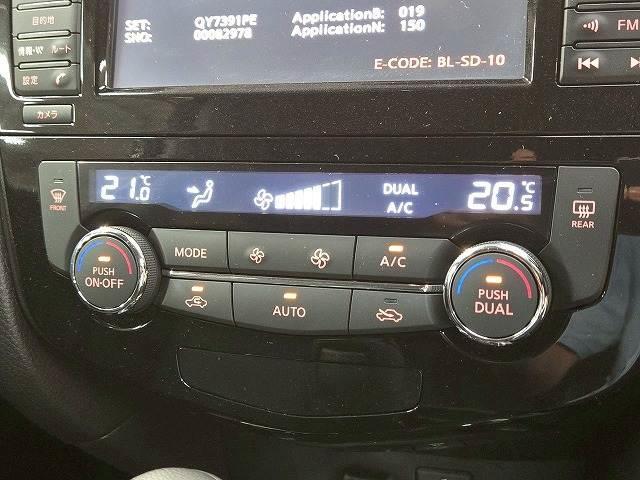 目的地
情報・VICS ルート
設定
カメラ
SET: QY7391PE ApplicationB: 019
SNO: 00082978 ApplicationN: 150
E-CODE: BL-SD-10
FM
21.0°C
DUAL
A/C
20.5°C
FRONT
REAR
PUSH
ON-OFF
MODE
A/C
AUTO
PUSH
DUAL